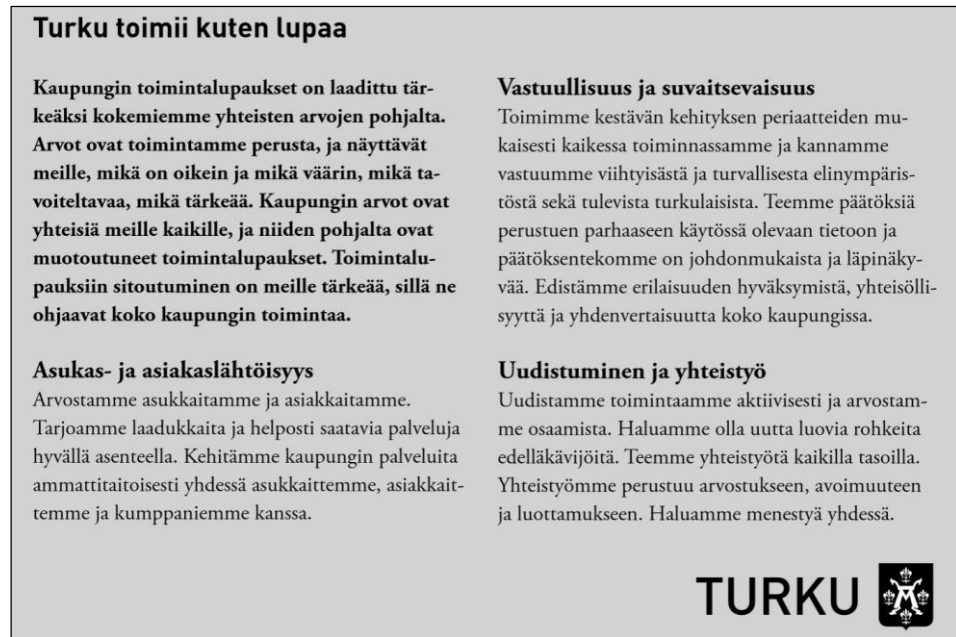 Turku toimii kuten lupaa
Kaupungin toimintalupaukset on laadittu tär-
keäksi kokemiemme yhteisten arvojen pohjalta.
Arvot ovat toimintamme perusta, ja näyttävät
meille, mikä on oikein ja mikä väärin, mikä ta-
voiteltavaa, mikä tärkeää. Kaupungin arvot ovat
yhteisiä meille kaikille, ja niiden pohjalta ovat
muotoutuneet toimintalupaukset. Toimintalu-
pauksiin sitoutuminen on meille tärkeää, sillä ne
ohjaavat koko kaupungin toimintaa.
Asukas- ja asiakaslähtöisyys
Arvostamme asukkaitamme ja asiakkaitamme.
Tarjoamme laadukkaita ja helposti saatavia palveluja
hyvällä asenteella. Kehitämme kaupungin palveluita
ammattitaitoisesti yhdessä asukkaittemme, asiakkait-
temme ja kumppaniemme kanssa.
Vastuullisuus ja suvaitsevaisuus
Toimimme kestävän kehityksen periaatteiden mu-
kaisesti kaikessa toiminnassamme ja kannamme
vastuumme viihtyisästä ja turvallisesta elinympäris-
töstä sekä tulevista turkulaisista. Teemme päätöksiä
perustuen parhaaseen käytössä olevaan tietoon ja
päätöksentekomme on johdonmukaista ja läpinäky-
vää. Edistämme erilaisuuden hyväksymistä, yhteisölli-
syyttä ja yhdenvertaisuutta koko kaupungissa.
Uudistuminen ja yhteistyö
Uudistamme toimintaamme aktiivisesti ja arvostam-
me osaamista. Haluamme olla uutta luovia rohkeita
edelläkävijöitä. Teemme yhteistyötä kaikilla tasoilla.
Yhteistyömme perustuu arvostukseen, avoimuuteen
ja luottamukseen. Haluamme menestyä yhdessä.
TURKU